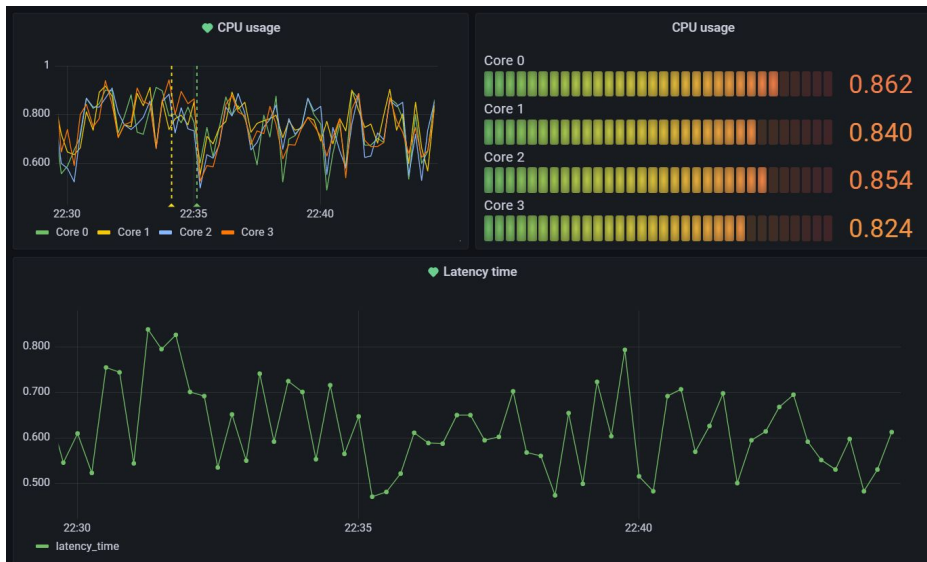 CPU usage
1
0.800
0.600
22:30 22:35 22:40
Core 0 Core 1 Core 2 Core 3
CPU usage
Core 0
0.862
Core 1
0.840
Core 2
0.854
Core 3
0.824
Latency time
0.800
0.700
0.600
0.500
22:30 22:35 22:40
latency_time